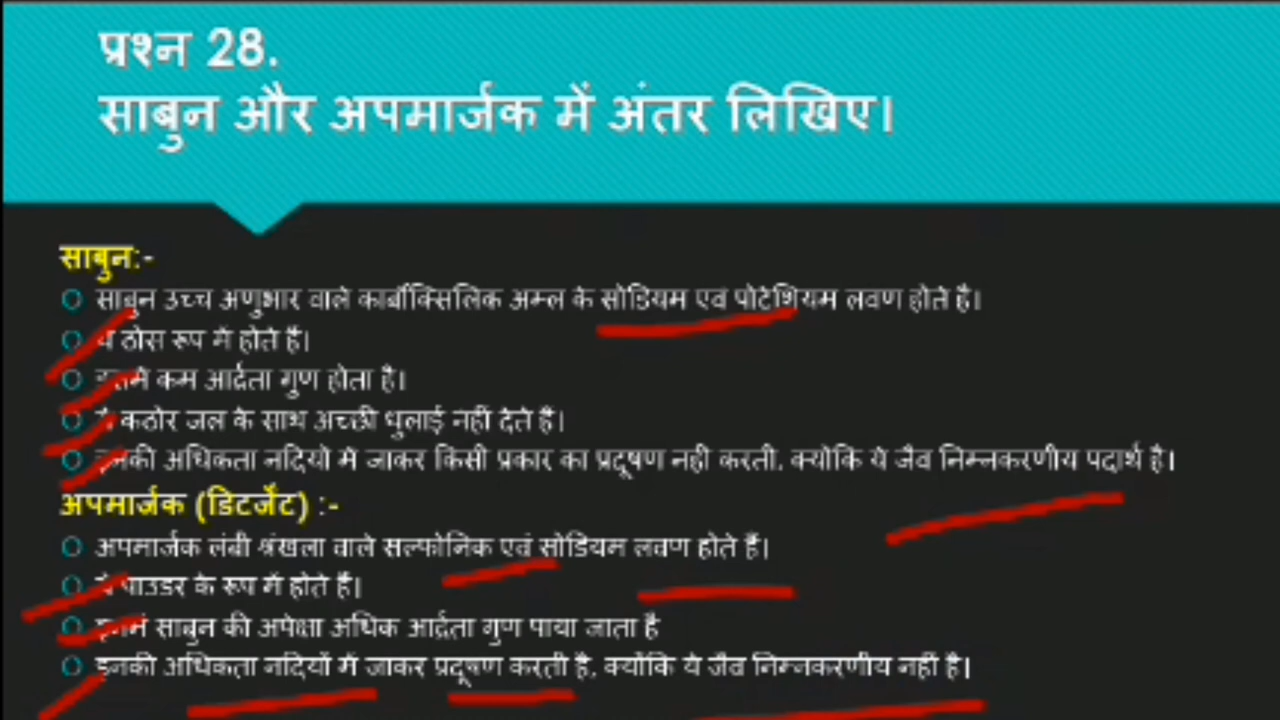 प्रश्न 28.
साबुन और अपमार्जक में अंतर लिखिए।
साबुन:-
साबुन उच्च अणुभार वाले कार्बोक्सिलिक अम्ल के सोडियम एवं पोटेशियम लवण होते है।
ये ठोस रूप में होते हैं।
इनमें कम आर्द्रता गुण होता है।
ये कठोर जल के साथ अच्छी धुलाई नहीं देते हैं।
इनकी अधिकता नदियों में जाकर किसी प्रकार का प्रदूषण नहीं करती, क्योंकि ये जैव निम्नकरणीय पदार्थ है।
अपमार्जक (डिटर्जेंट) :-
अपमार्जक लंबी श्रंखला वाले सल्फोनिक एवं सोडियम लवण होते हैं।
ये पाउडर के रूप में होते हैं।
इनमें साबुन की अपेक्षा अधिक आर्द्रता गुण पाया जाता है
इनकी अधिकता नदियों में जाकर प्रदूषण करती है, क्योंकि ये जैव निम्नकरणीय नहीं है।